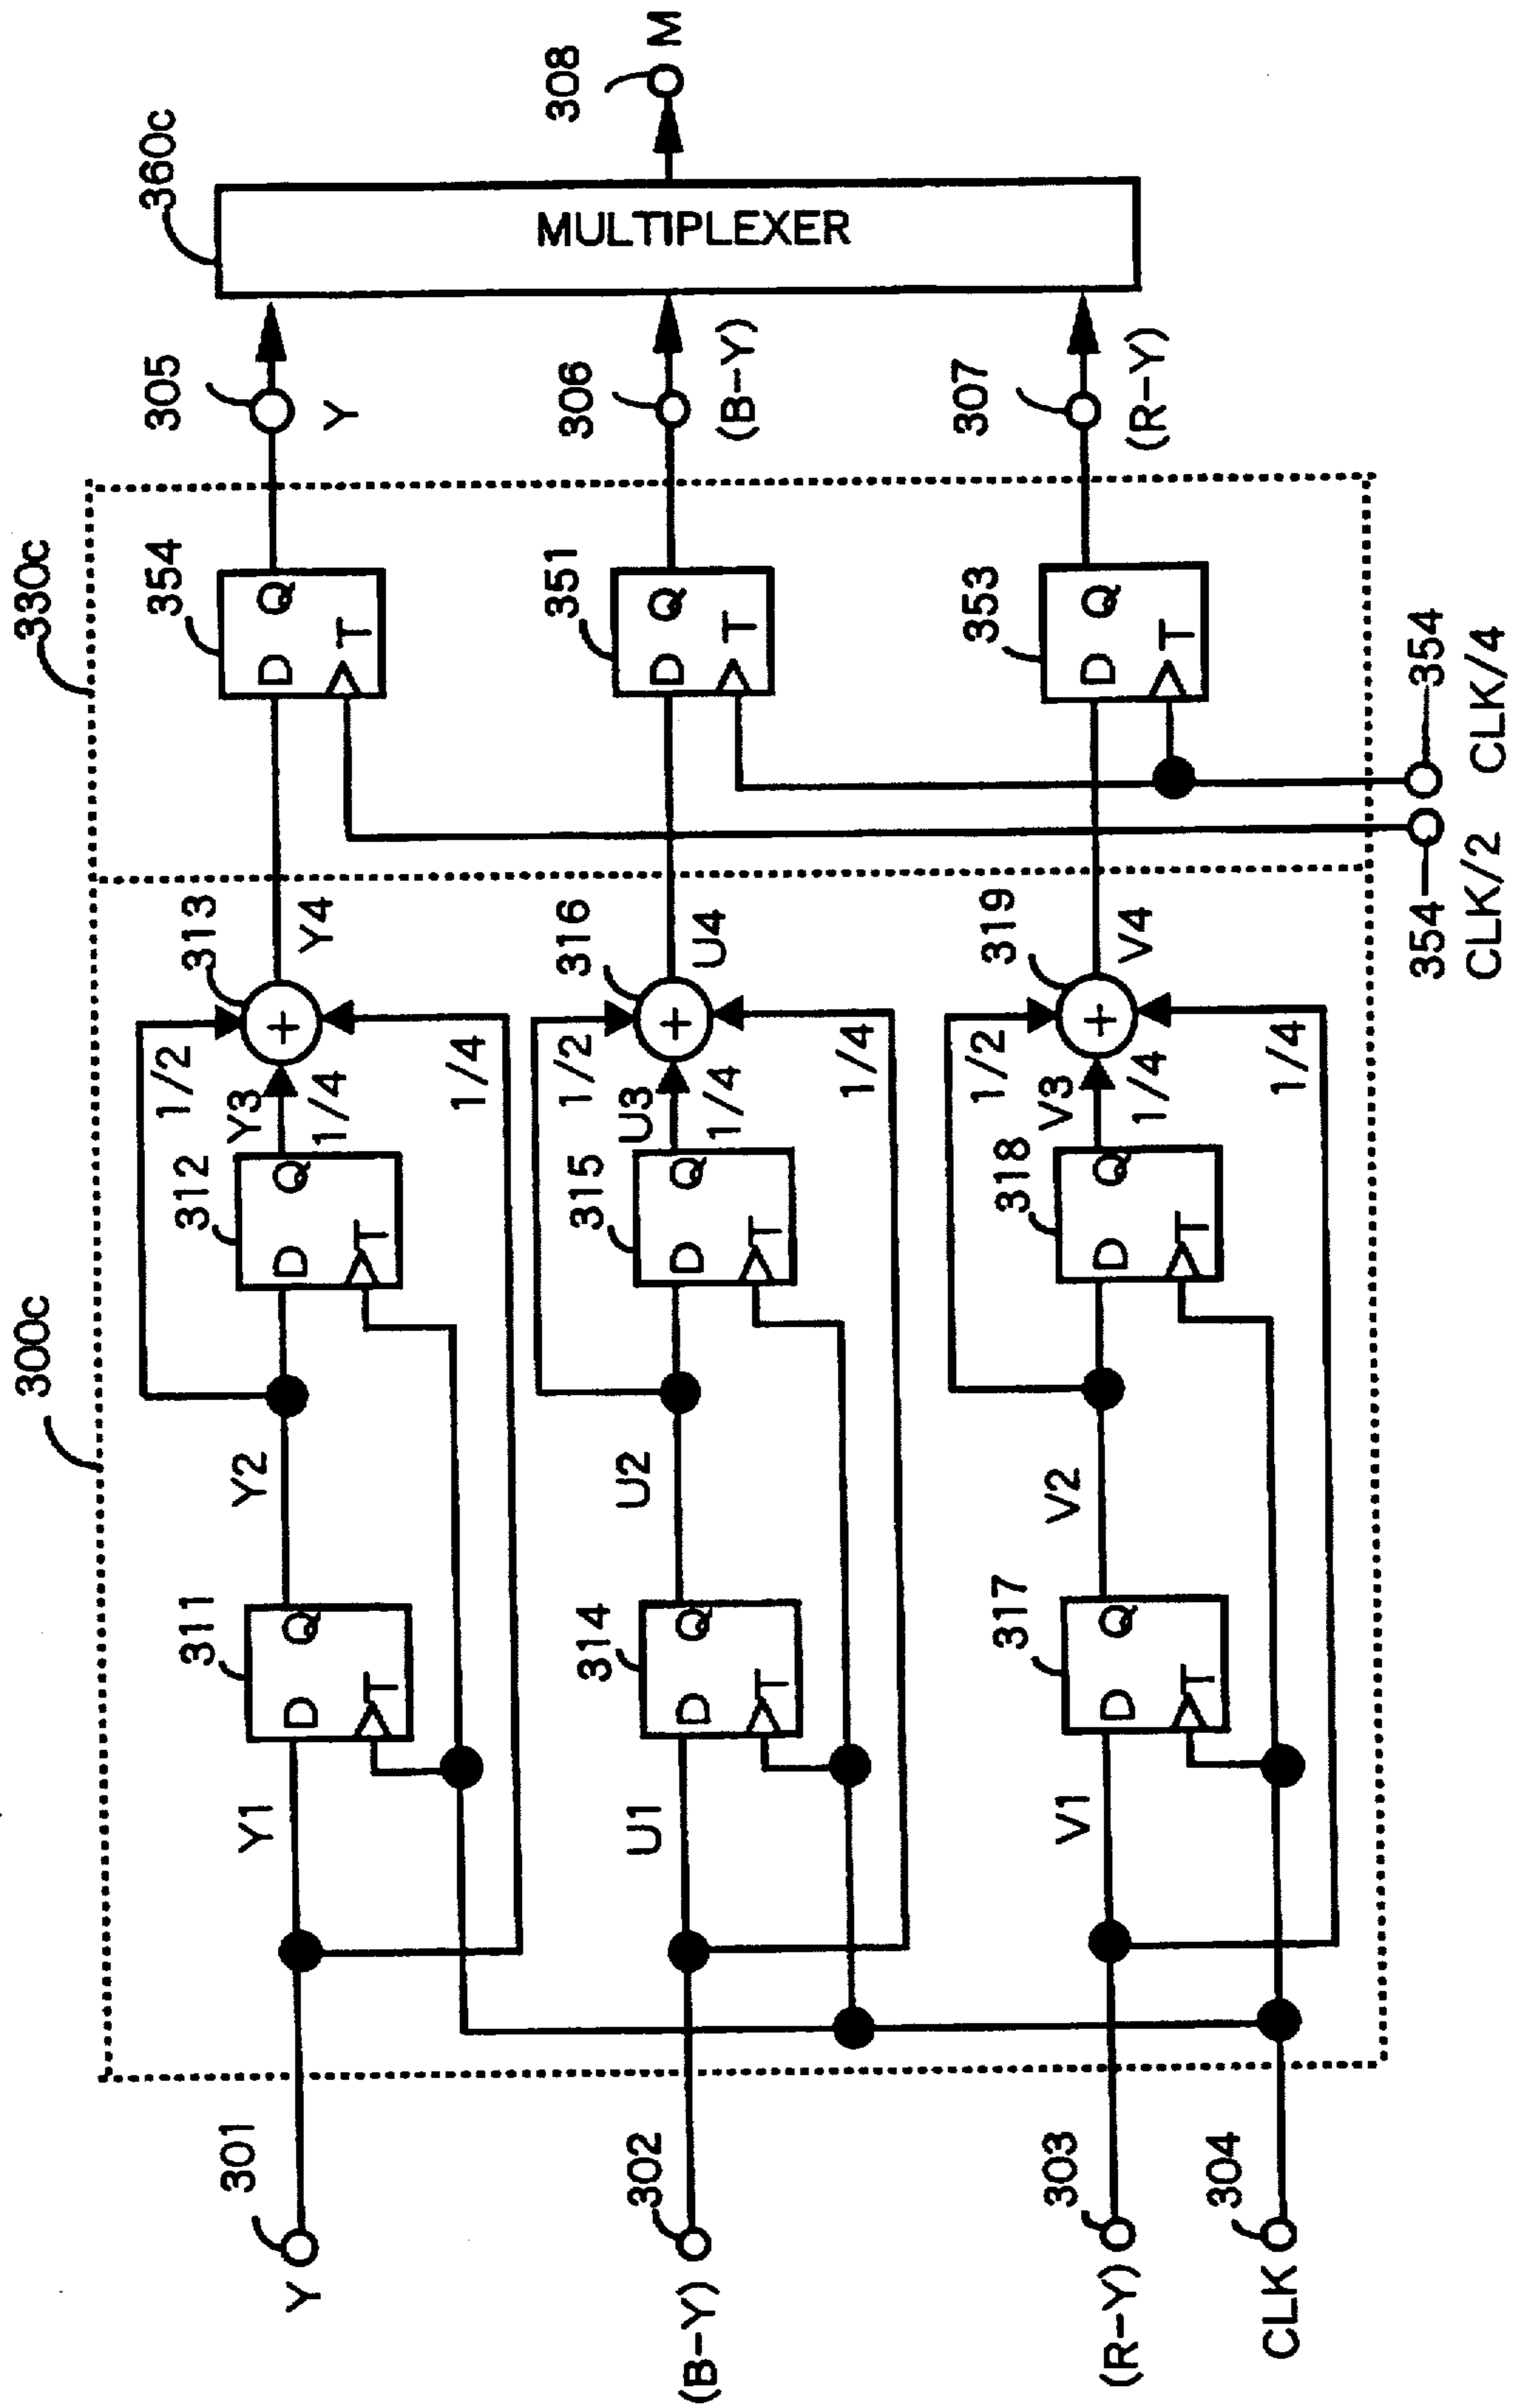 300c
330c
360c
Y
301
Y1
311
D
Q
T
Y2
1/2
312
D
Q
T
Y3
1/4
313
1/4
+
Y4
354
D
Q
T
305
Y
MULTIPLEXER
308
M
(B-Y)
302
U1
314
D
Q
T
U2
1/2
315
D
Q
T
U3
1/4
316
1/4
+
U4
351
D
Q
T
306
(B-Y)
(R-Y)
303
V1
317
D
Q
T
V2
1/2
318
D
Q
T
V3
1/4
319
1/4
+
V4
353
D
Q
T
307
(R-Y)
CLK
304
354
CLK/2
354
CLK/4